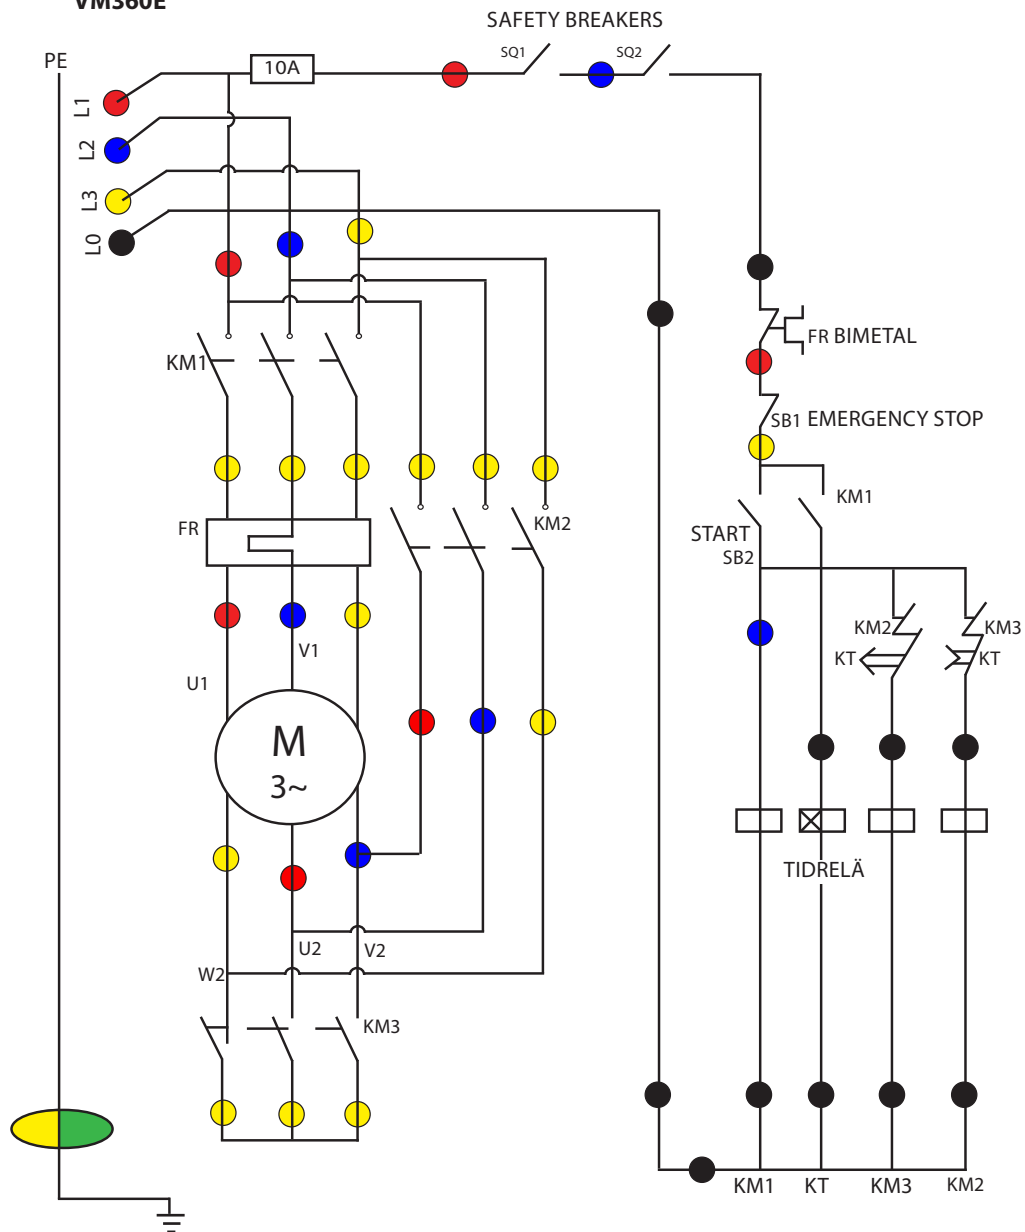 VM360E
SAFETY BREAKERS
PE
10A
SQ1
SQ2
L1
L2
L3
L0
FR BIMETAL
KM1
SB1 EMERGENCY STOP
KM1
START
SB2
FR
KM2
KM2
KM3
KT
KT
V1
U1
M
3~
TIDRELÄ
U2
V2
W2
KM3
KM1
KT
KM3
KM2